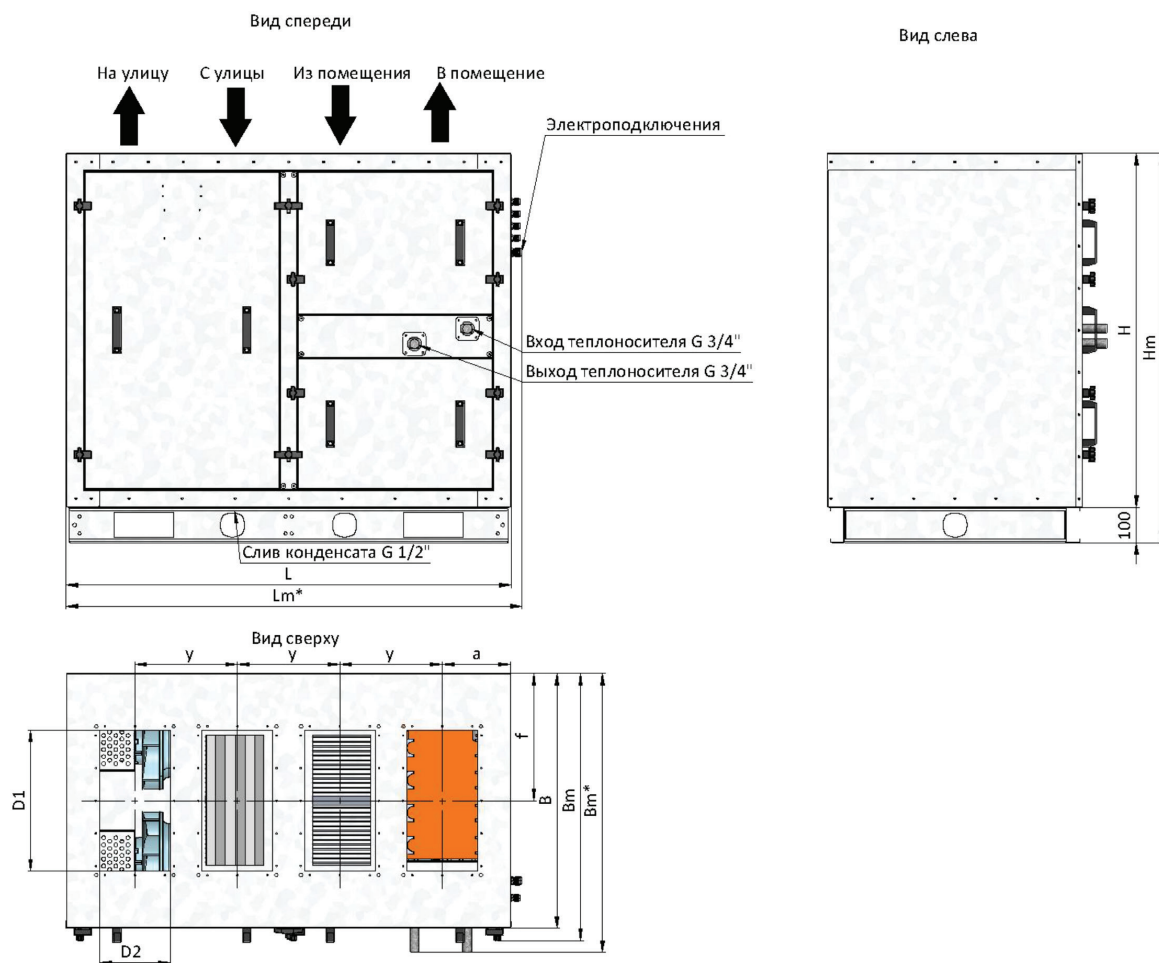 Вид спереди
Вид слева
На улицу
С улицы
Из помещения
В помещение
Электроподключения
Вход теплоносителя G 3/4"
Выход теплоносителя G 3/4"
Слив конденсата G 1/2"
L
Lm*
H
Hm
100
Вид сверху
y
y
y
a
f
B
Bm
Bm*
D1
D2